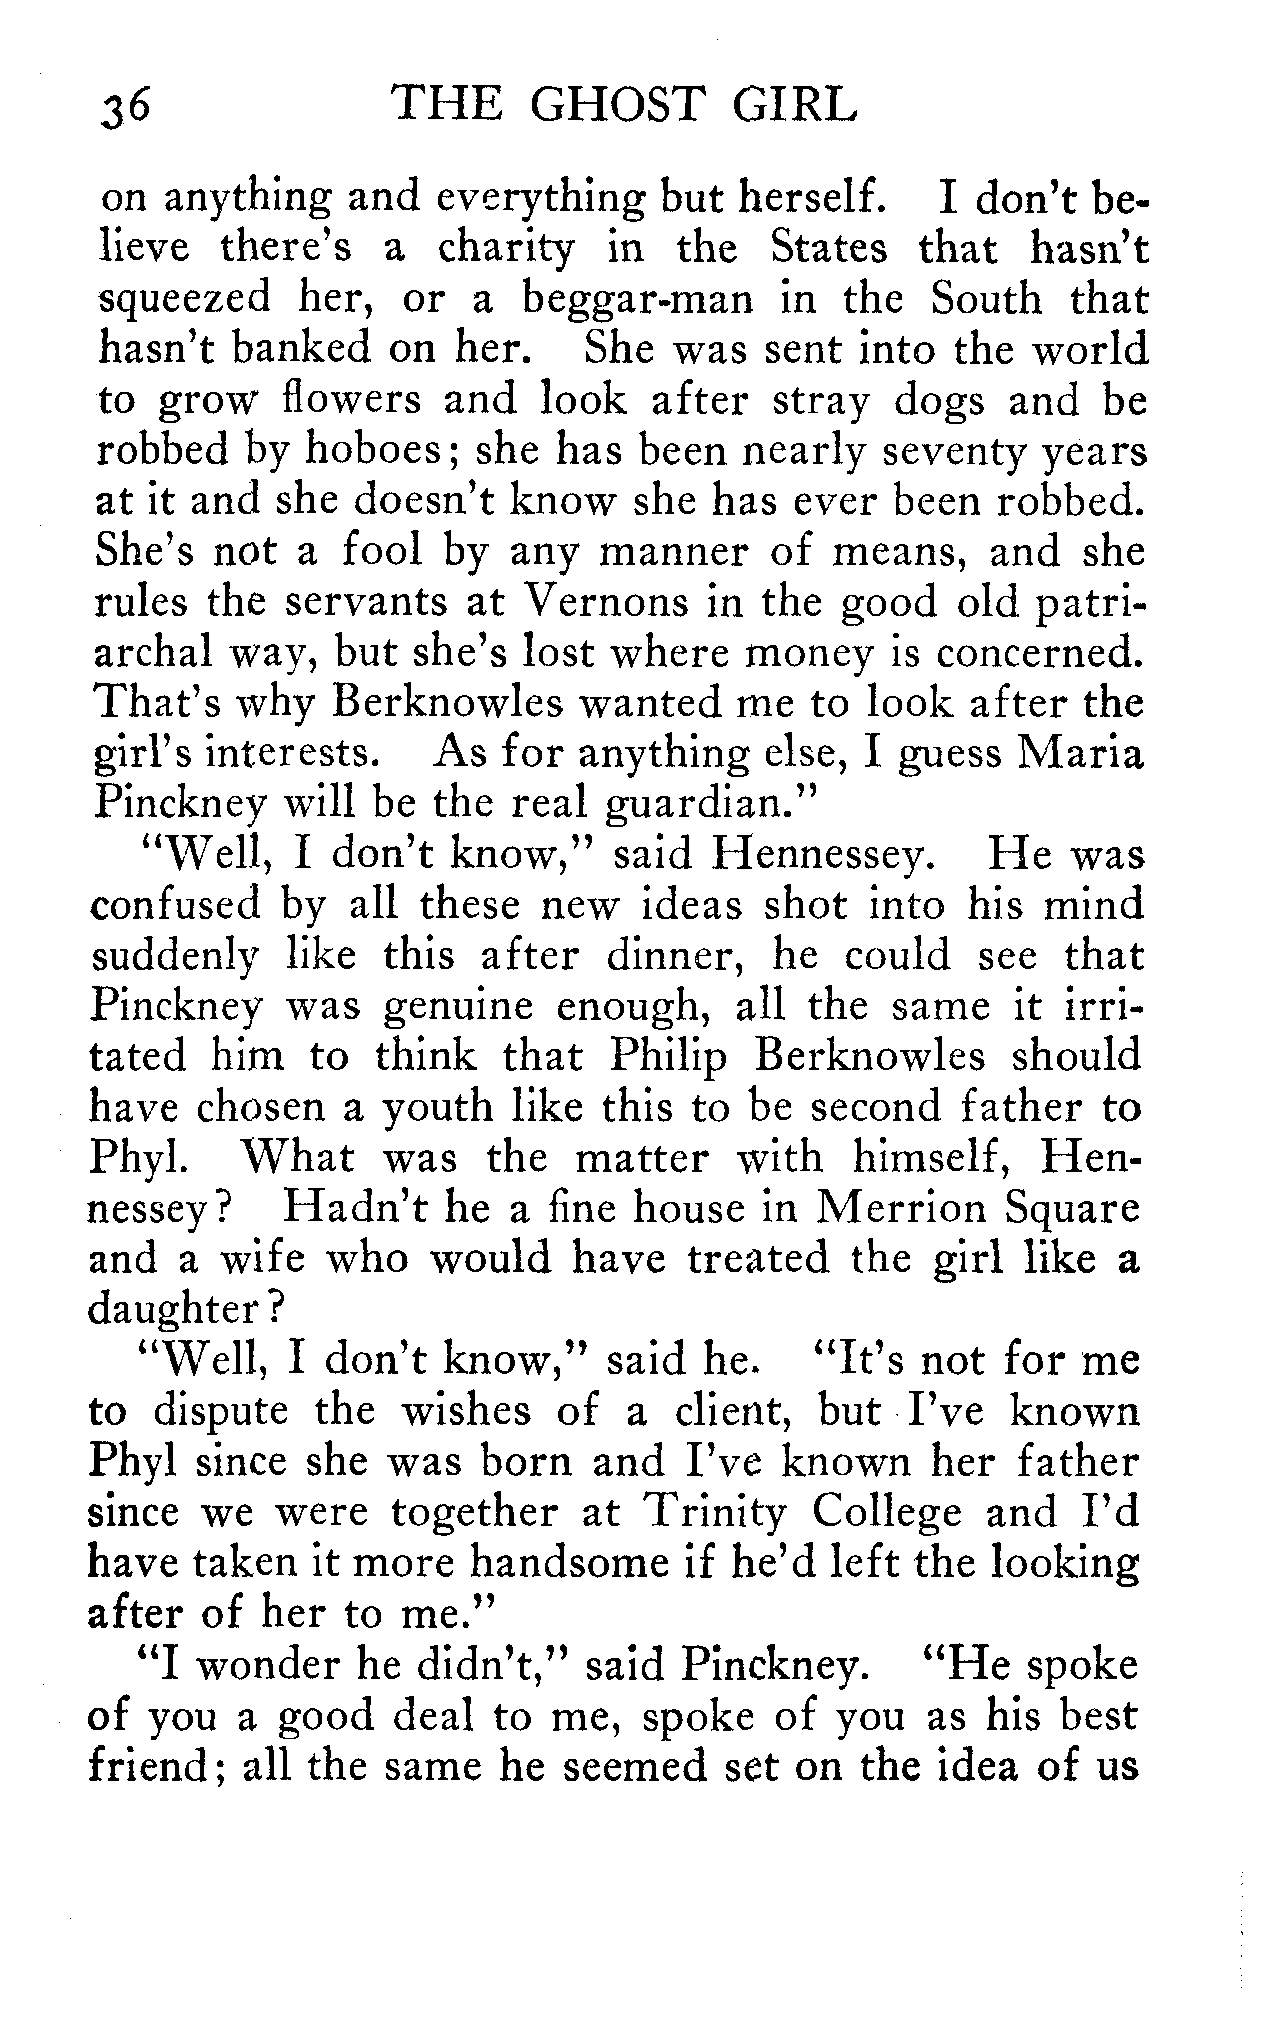 36 THE GHOST GIRL
on anything and everything but herself. I don't be-
lieve there's a charity in the States that hasn't
squeezed her, or a beggar-man in the South that
hasn't banked on her. She was sent into the world
to grow flowers and look after stray dogs and be
robbed by hoboes; she has been nearly seventy years
at it and she doesn't know she has ever been robbed.
She's not a fool by any manner of means, and she
rules the servants at Vernons in the good old patri-
archal way, but she's lost where money is concerned.
That's why Berknowles wanted me to look after the
girl's interests. As for anything else, I guess Maria
Pinckney will be the real guardian."
"Well, I don't know," said Hennessey. He was
confused by all these new ideas shot into his mind
suddenly like this after dinner, he could see that
Pinckney was genuine enough, all the same it irri-
tated him to think that Philip Berknowles should
have chosen a youth like this to be second father to
Phyl. What was the matter with himself, Hen-
nessey? Hadn't he a fine house in Merrion Square
and a wife who would have treated the girl like a
daughter?
"Well, I don't know," said he. "It's not for me
to dispute the wishes of a client, but I've known
Phyl since she was born and I've known her father
since we were together at Trinity College and I'd
have taken it more handsome if he'd left the looking
after of her to me."
"I wonder he didn't," said Pinckney. "He spoke
of you a good deal to me, spoke of you as his best
friend; all the same he seemed set on the idea of us